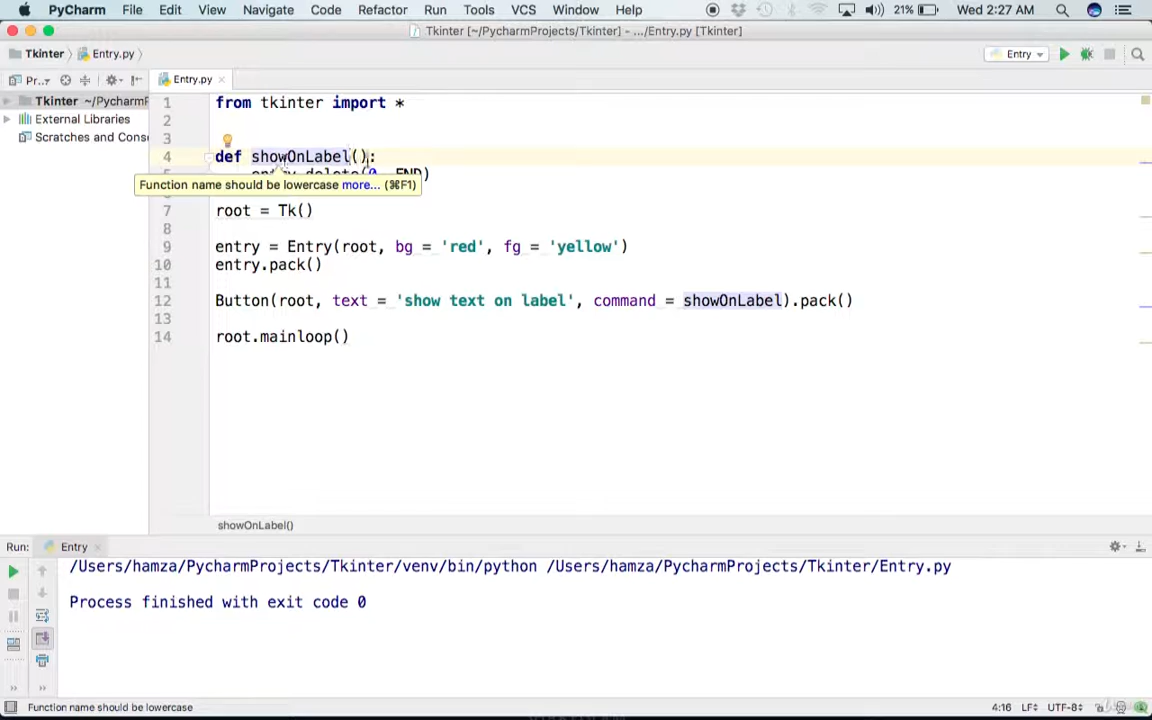 PyCharm File Edit View Navigate Code Refactor Run Tools VCS Window Help 21% Wed 2:27 AM
Tkinter [~/PycharmProjects/Tkinter] - .../Entry.py [Tkinter]
Tkinter Entry.py Entry
Pr.. Entry.py
Tkinter ~/PycharmP
External Libraries
Scratches and Cons
1 from tkinter import *
2
3
4 def showOnLabel():
entry.delete(0, END)
Function name should be lowercase more... (⌘F1)
7 root = Tk()
8
9 entry = Entry(root, bg = 'red', fg = 'yellow')
10 entry.pack()
11
12 Button(root, text = 'show text on label', command = showOnLabel).pack()
13
14 root.mainloop()
showOnLabel()
Run: Entry
/Users/hamza/PycharmProjects/Tkinter/venv/bin/python /Users/hamza/PycharmProjects/Tkinter/Entry.py
Process finished with exit code 0
Function name should be lowercase 4:16 LF UTF-8